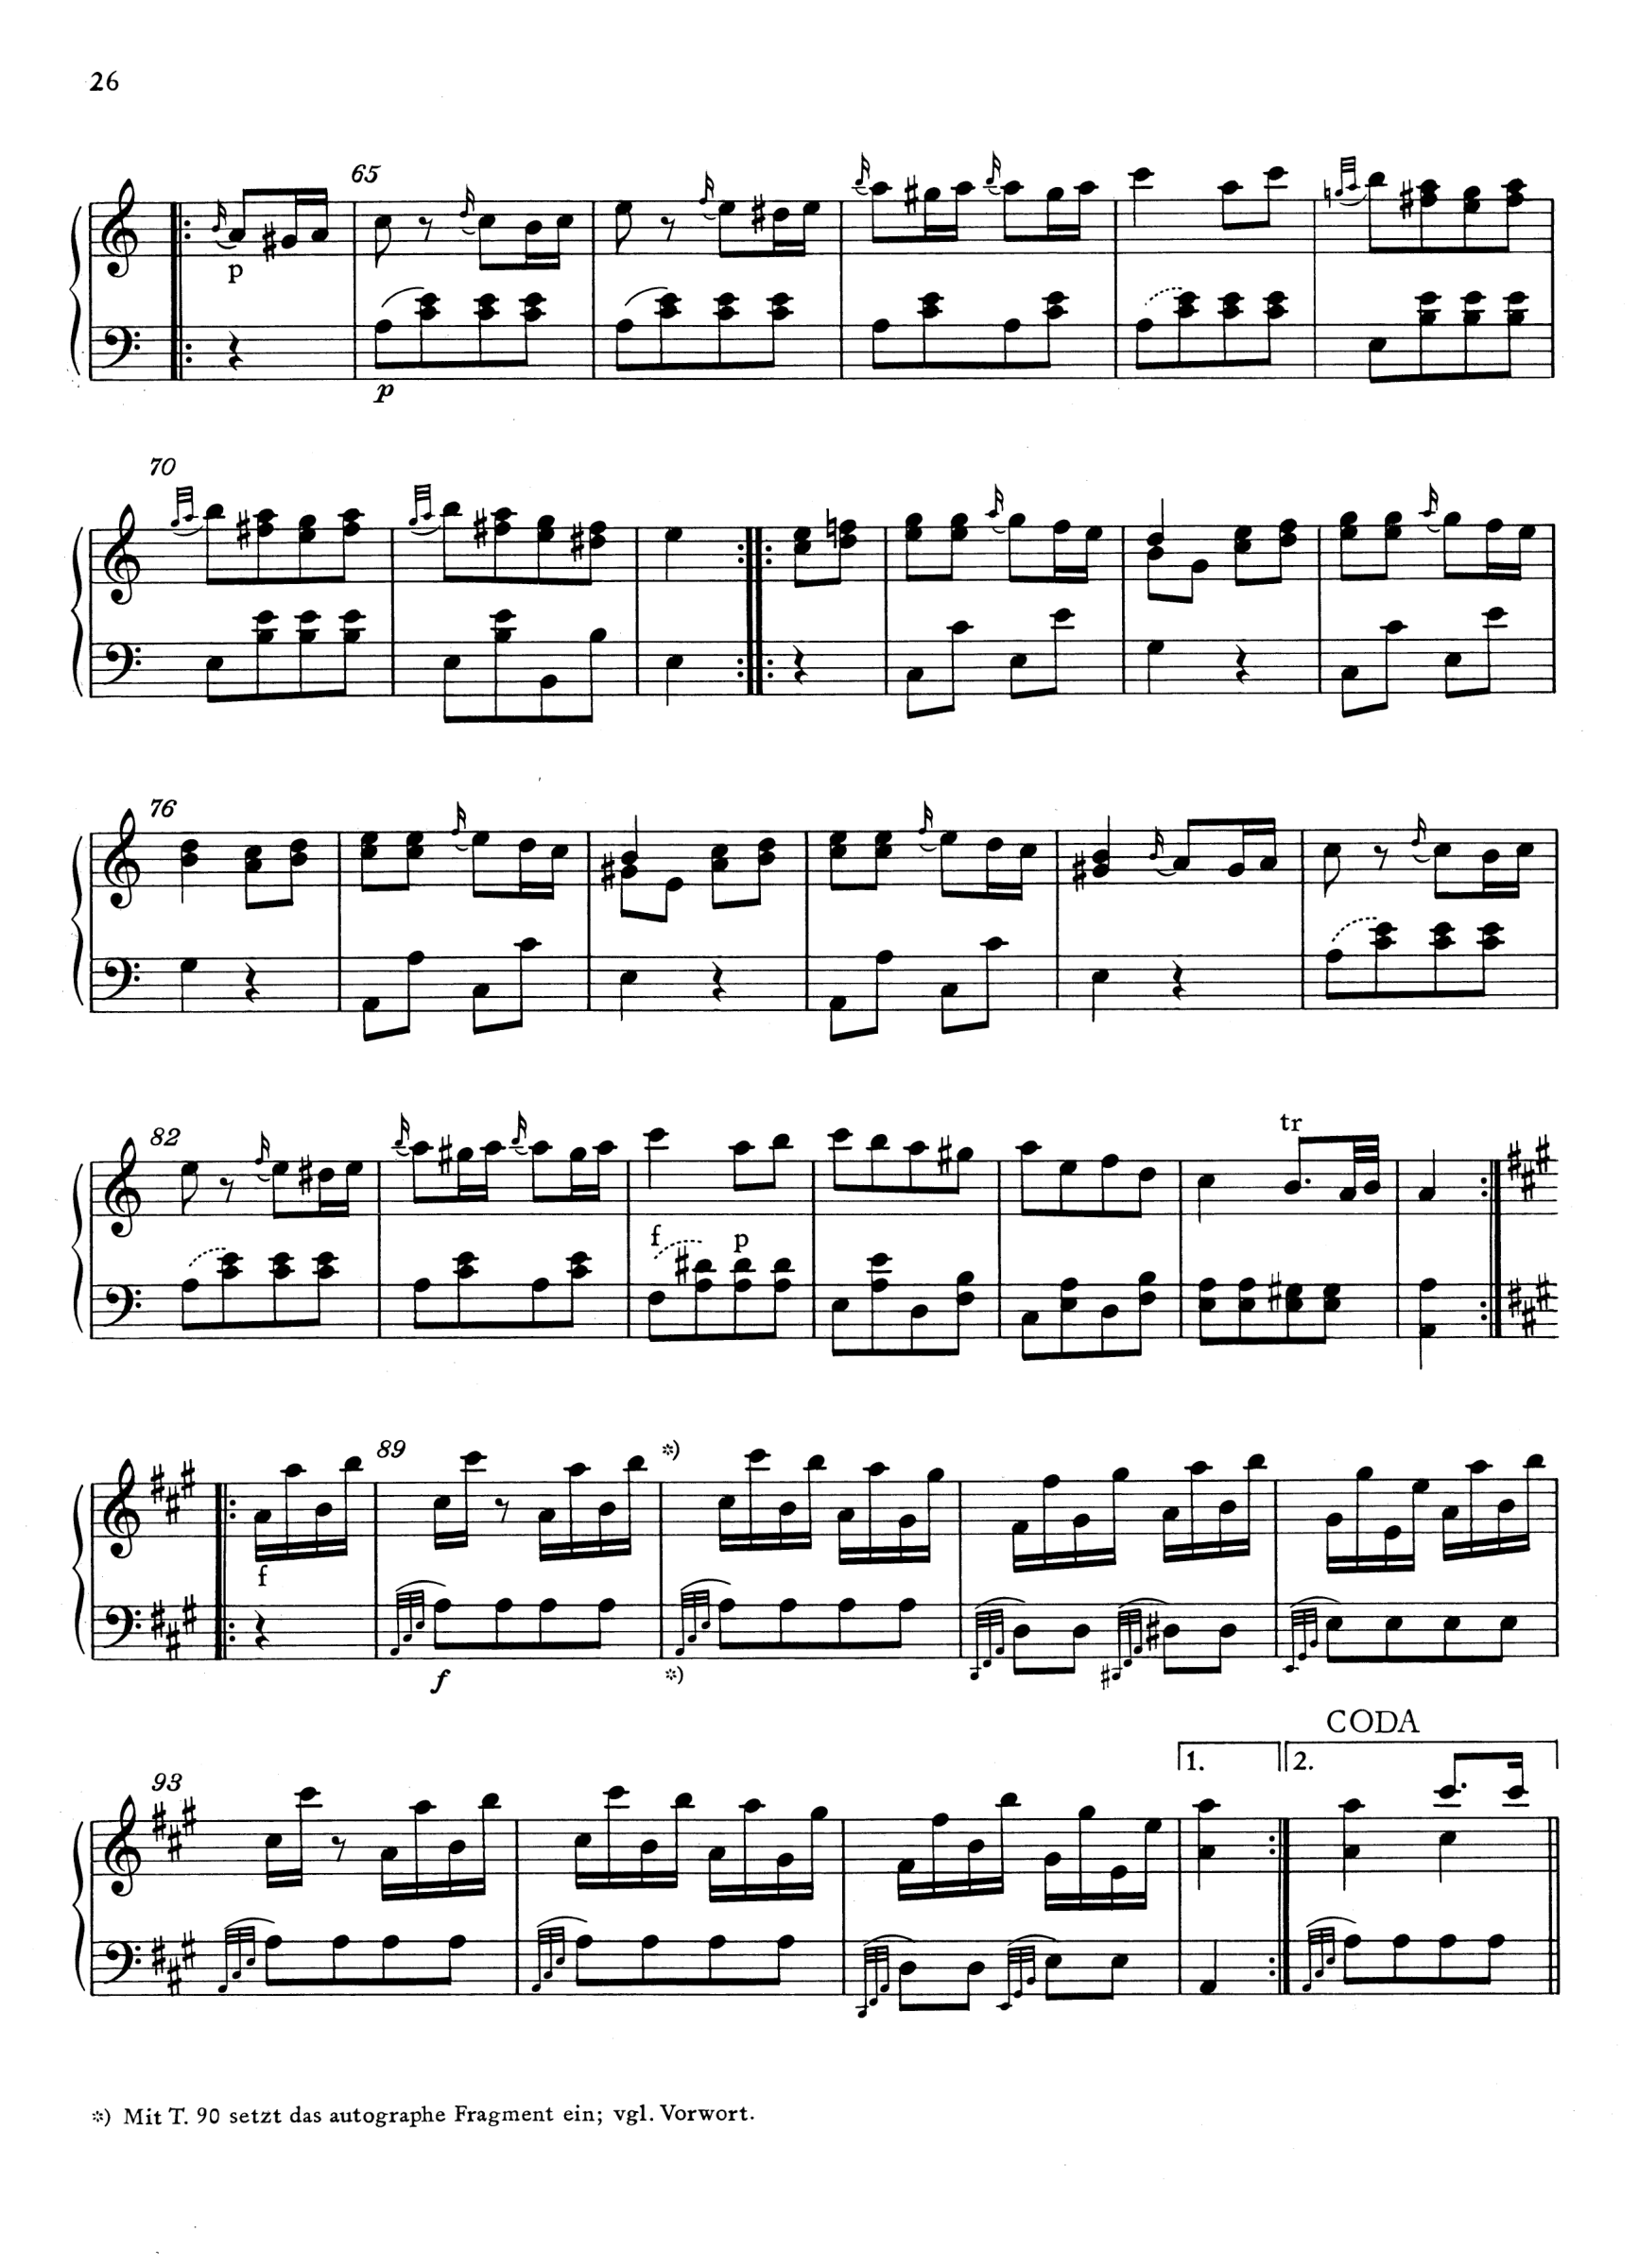 26
65
p
p
70
76
82
tr
f p
89
*)
f
f
*)
CODA
93
1. 2.
*) Mit T. 90 setzt das autographe Fragment ein; vgl. Vorwort.